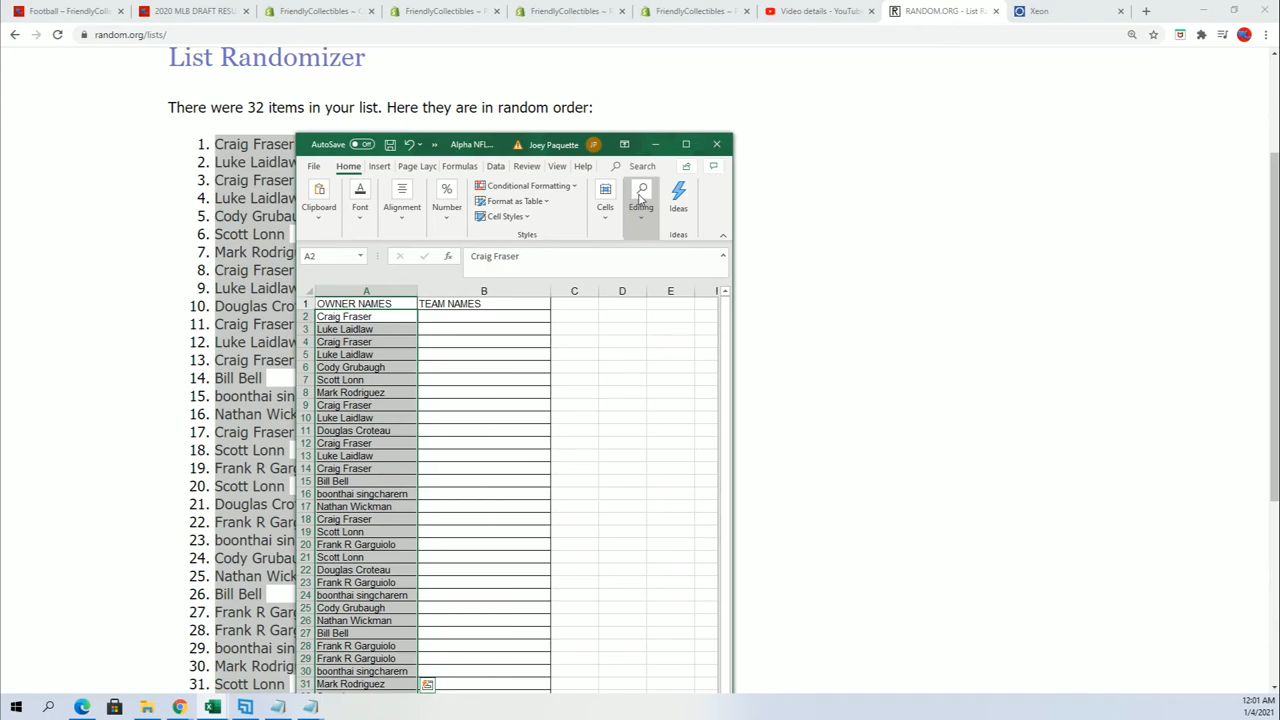 Football – FriendlyCollectibles
2020 MLB DRAFT RESU
FriendlyCollectibles – C
FriendlyCollectibles – P
FriendlyCollectibles – P
FriendlyCollectibles – P
Video details - YouTube
RANDOM.ORG - List R
Xeon
random.org/lists/
List Randomizer
There were 32 items in your list. Here they are in random order:
1. Craig Fraser
2. Luke Laidlaw
3. Craig Fraser
4. Luke Laidlaw
5. Cody Grubau
6. Scott Lonn
7. Mark Rodrig
8. Craig Fraser
9. Luke Laidlaw
10. Douglas Cro
11. Craig Fraser
12. Luke Laidlaw
13. Craig Fraser
14. Bill Bell
15. boonthai sin
16. Nathan Wick
17. Craig Fraser
18. Scott Lonn
19. Frank R Garg
20. Scott Lonn
21. Douglas Cro
22. Frank R Garg
23. boonthai sin
24. Cody Grubau
25. Nathan Wick
26. Bill Bell
27. Frank R Garg
28. Frank R Garg
29. boonthai sin
30. Mark Rodrig
31. Scott Lonn
AutoSave Off Alpha NFL... Joey Paquette JP
File Home Insert Page Layc Formulas Data Review View Help Search
Clipboard Font Alignment Number
%
Conditional Formatting
Format as Table
Cell Styles
Styles
Cells
Editing
Ideas
Ideas
A2 fx Craig Fraser
A B C D E
1 OWNER NAMES TEAM NAMES
2 Craig Fraser
3 Luke Laidlaw
4 Craig Fraser
5 Luke Laidlaw
6 Cody Grubaugh
7 Scott Lonn
8 Mark Rodriguez
9 Craig Fraser
10 Luke Laidlaw
11 Douglas Croteau
12 Craig Fraser
13 Luke Laidlaw
14 Craig Fraser
15 Bill Bell
16 boonthai singcharern
17 Nathan Wickman
18 Craig Fraser
19 Scott Lonn
20 Frank R Garguiolo
21 Scott Lonn
22 Douglas Croteau
23 Frank R Garguiolo
24 boonthai singcharern
25 Cody Grubaugh
26 Nathan Wickman
27 Bill Bell
28 Frank R Garguiolo
29 Frank R Garguiolo
30 boonthai singcharern
31 Mark Rodriguez
12:01 AM
1/4/2021